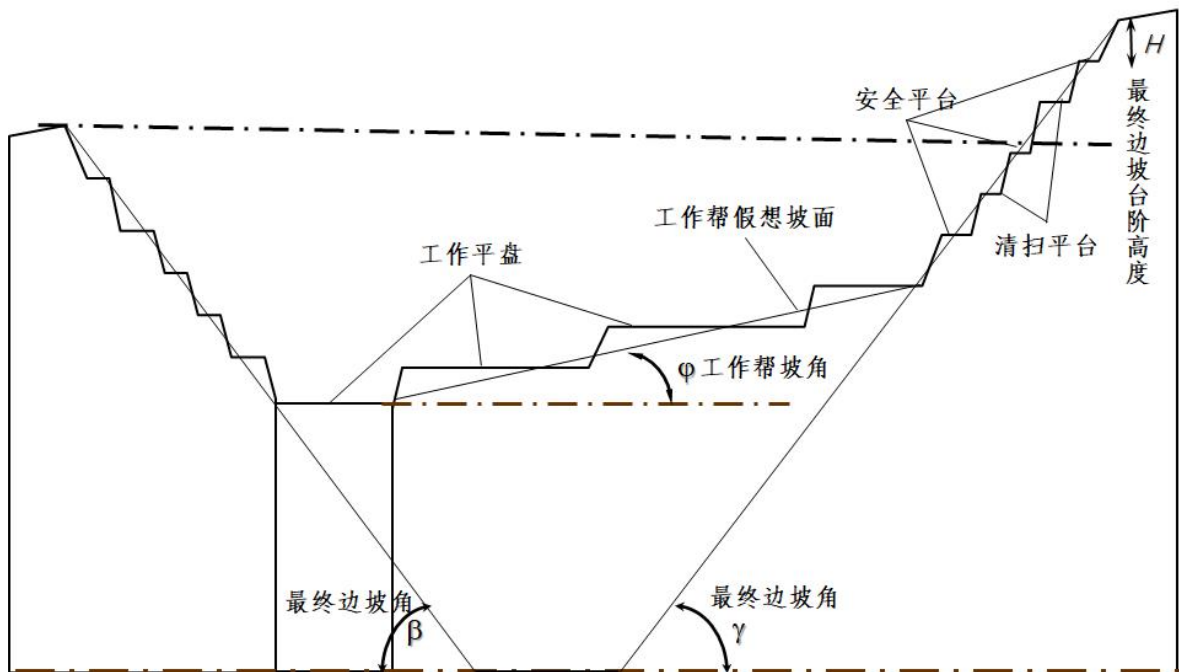 H
最终边坡台阶高度
安全平台
工作帮假想坡面
清扫平台
工作平盘
φ工作帮坡角
最终边坡角
β
最终边坡角
γ